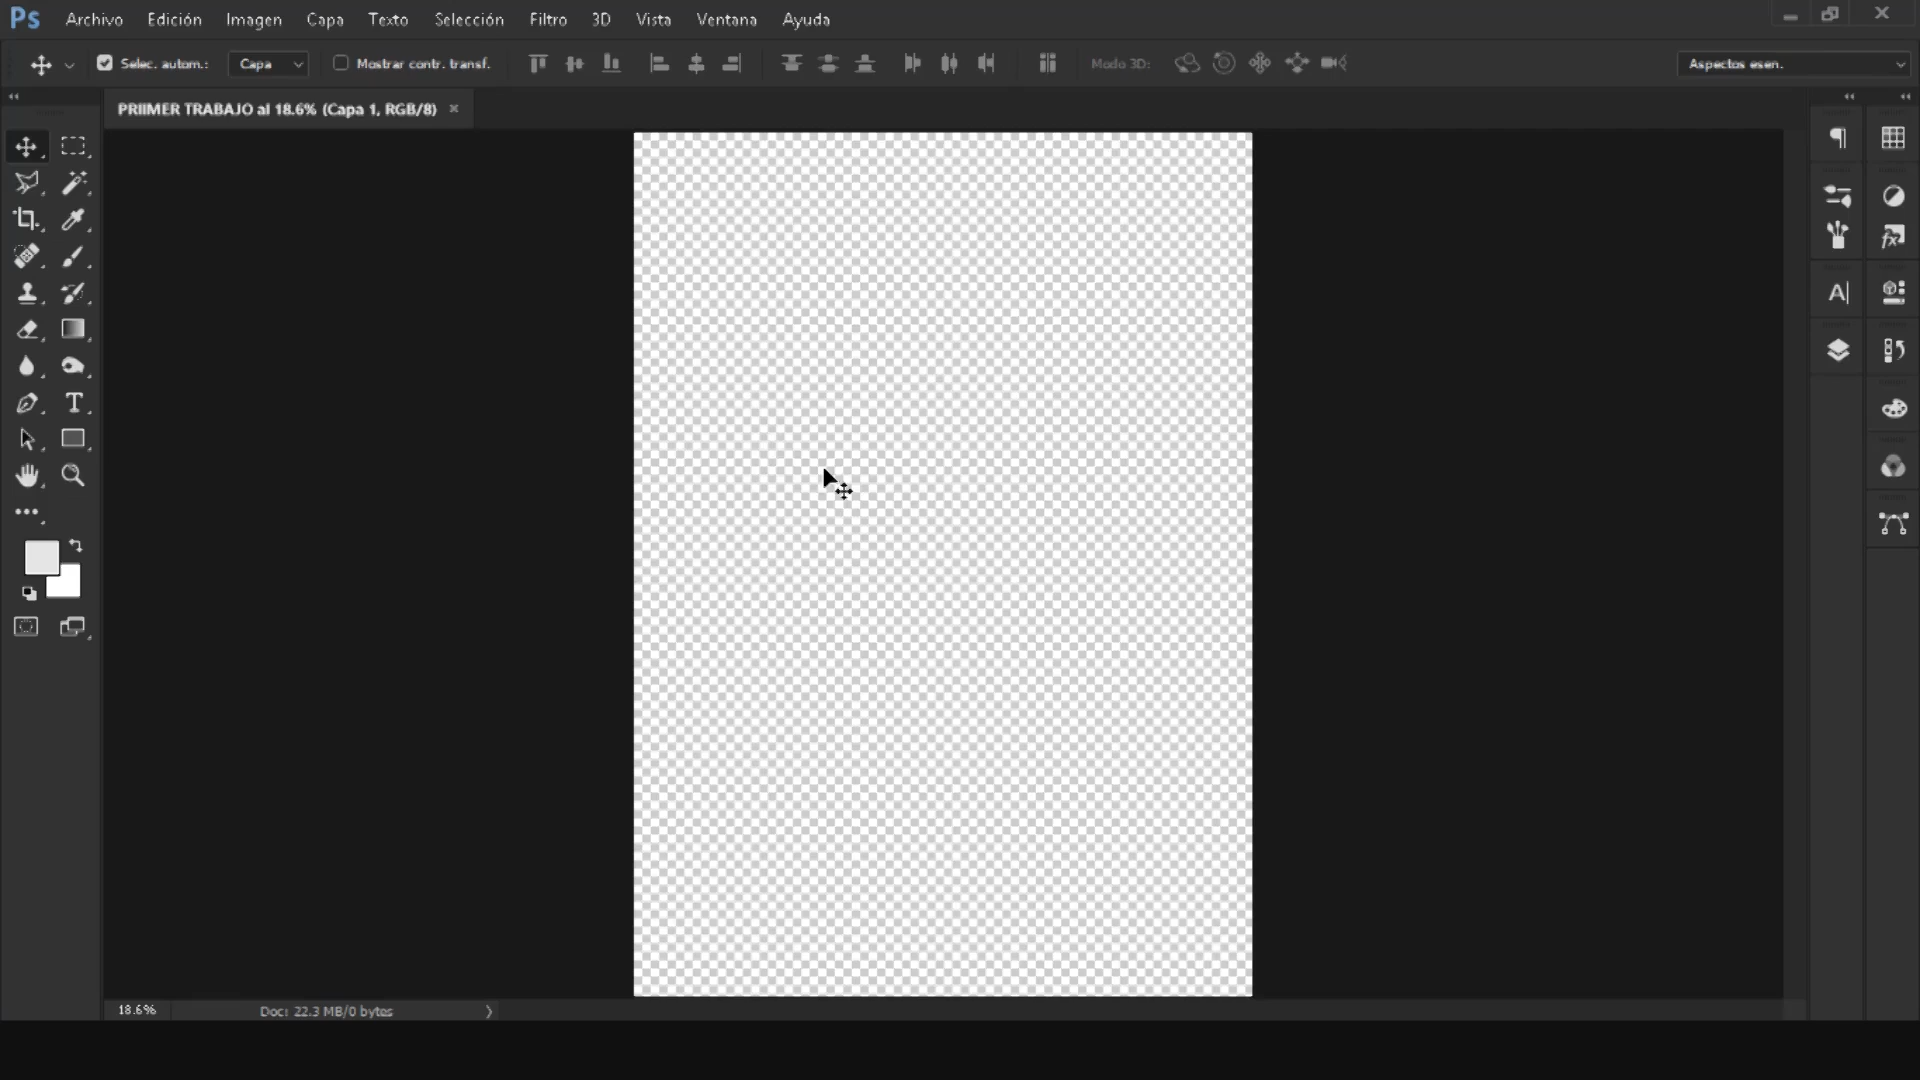 Ps Archivo Edición Imagen Capa Texto Selección Filtro 3D Vista Ventana Ayuda
Selec. autom.: Capa Mostrar contr. transf. Modo 3D: Aspectos esen.
PRIIMER TRABAJO al 18.6% (Capa 1, RGB/8)
18.6% Doc: 22.3 MB/0 bytes